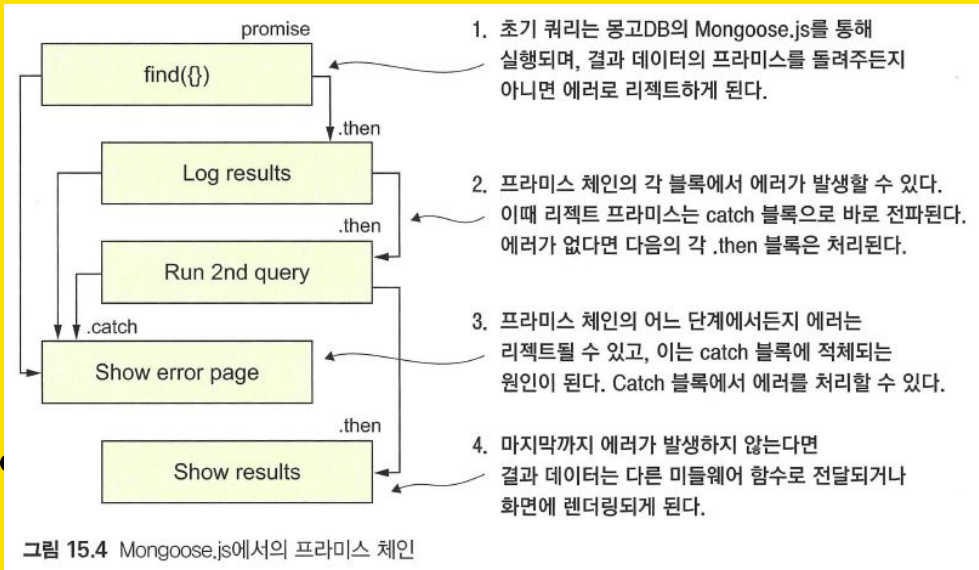 promise
find({})
.then
Log results
.then
Run 2nd query
.catch
Show error page
.then
Show results
1. 초기 쿼리는 몽고DB의 Mongoose.js를 통해
실행되며, 결과 데이터의 프라미스를 돌려주든지
아니면 에러로 리젝트하게 된다.
2. 프라미스 체인의 각 블록에서 에러가 발생할 수 있다.
이때 리젝트 프라미스는 catch 블록으로 바로 전파된다.
에러가 없다면 다음의 각 .then 블록은 처리된다.
3. 프라미스 체인의 어느 단계에서든지 에러는
리젝트될 수 있고, 이는 catch 블록에 적체되는
원인이 된다. Catch 블록에서 에러를 처리할 수 있다.
4. 마지막까지 에러가 발생하지 않는다면
결과 데이터는 다른 미들웨어 함수로 전달되거나
화면에 렌더링되게 된다.
그림 15.4 Mongoose.js에서의 프라미스 체인